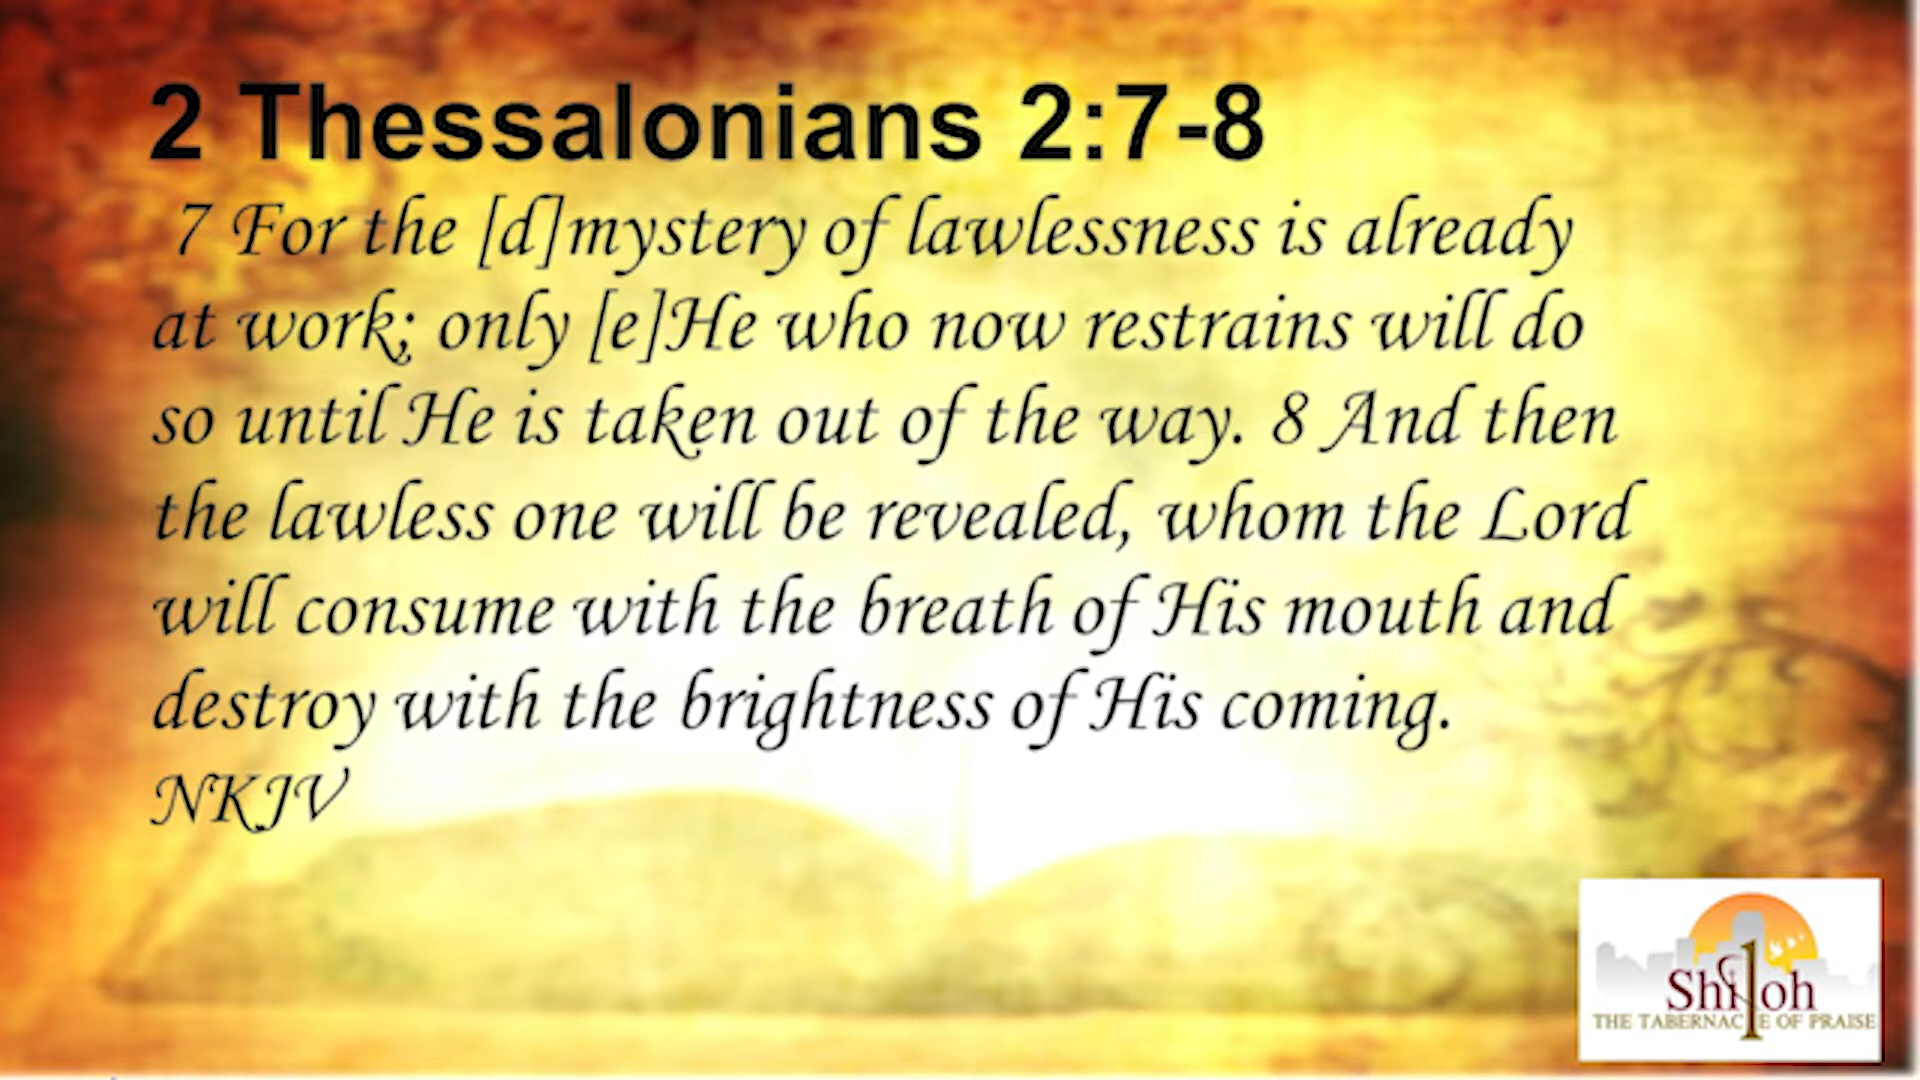 2 Thessalonians 2:7-8
7 For the [d]mystery of lawlessness is already
at work; only [e]He who now restrains will do
so until He is taken out of the way. 8 And then
the lawless one will be revealed, whom the Lord
will consume with the breath of His mouth and
destroy with the brightness of His coming.
NKJV
Shiloh
THE TABERNACLE OF PRAISE